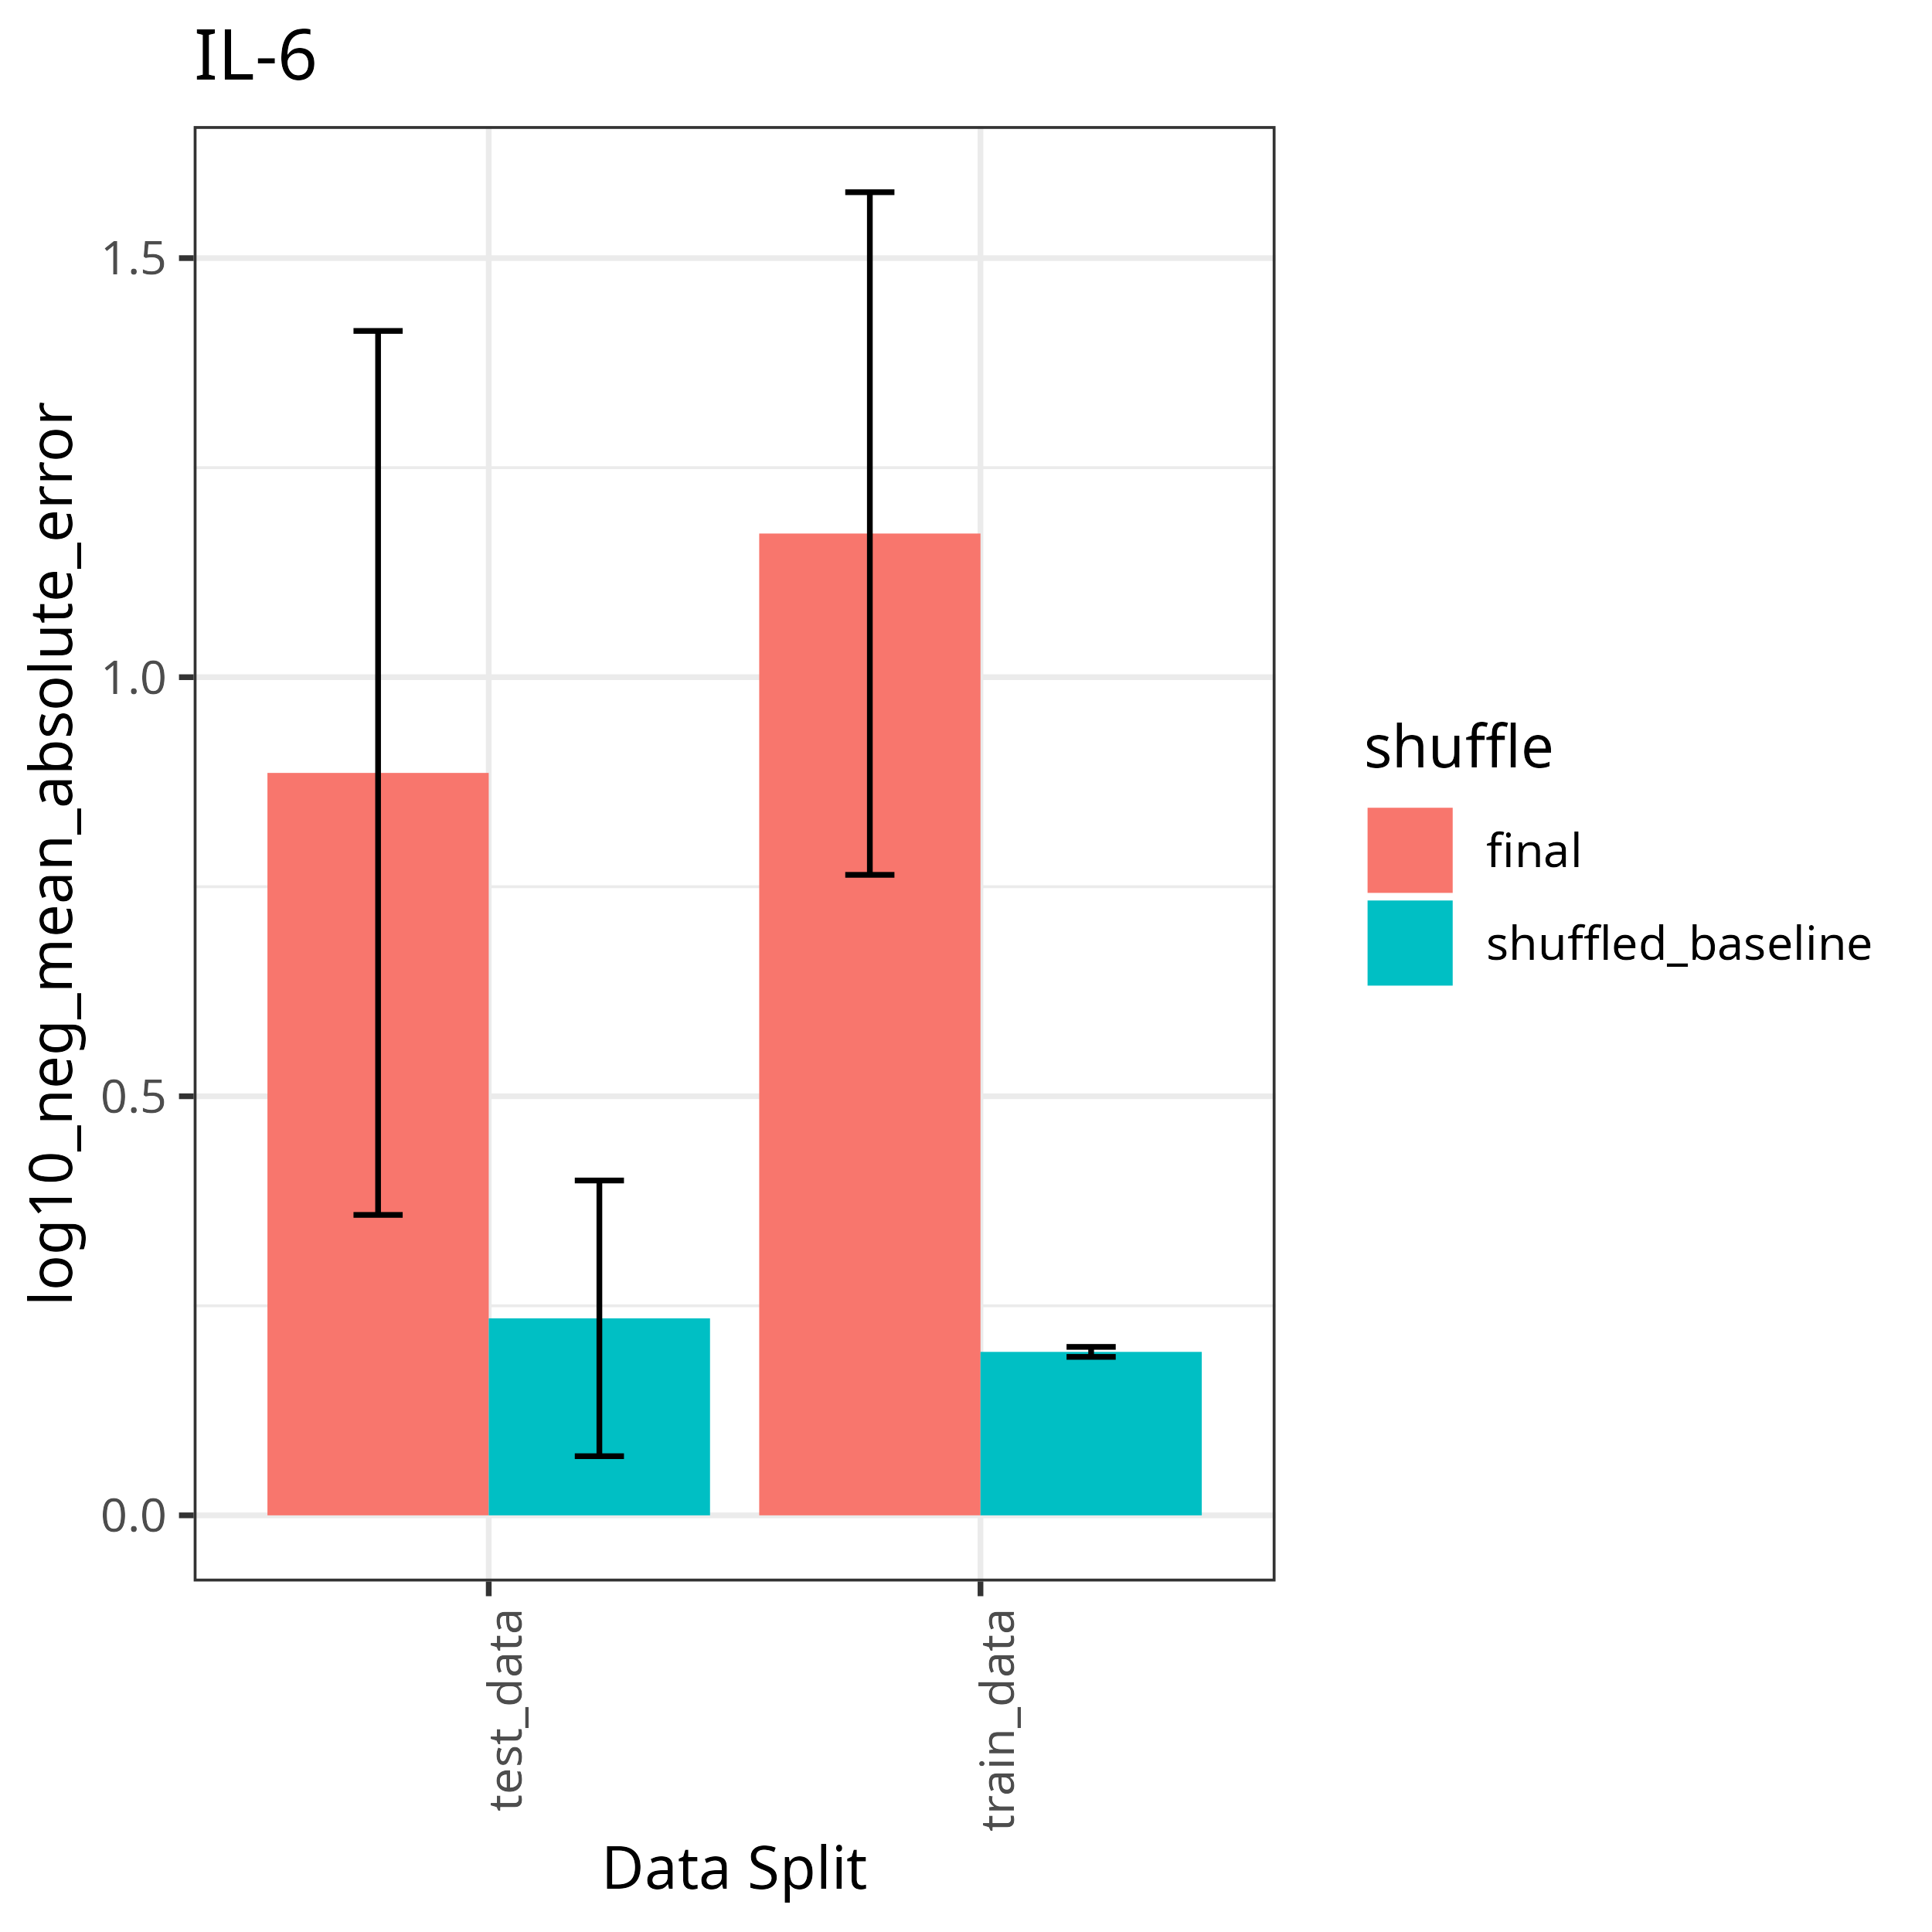 IL-6
log10_neg_mean_absolute_error
1.5
1.0
0.5
0.0
test_data
train_data
Data Split
shuffle
final
shuffled_baseline